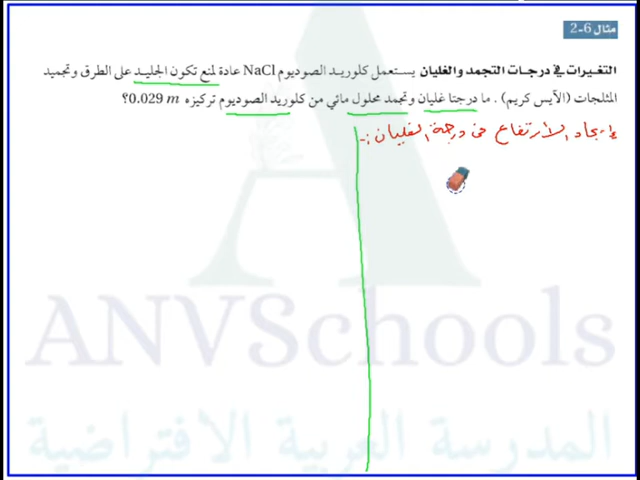 مثال 6-2
التغيرات في درجات التجمد والغليان يستعمل كلوريد الصوديوم NaCl عادة لمنع تكون الجليد على الطرق وتجميد
المثلجات (الآيس كريم). ما درجتا غليان وتجمد محلول مائي من كلوريد الصوديوم تركيزه 0.029 m؟
إيجاد الارتفاع في درجة الغليان :-
ANVSchools
المدرسة العربية الافتراضية